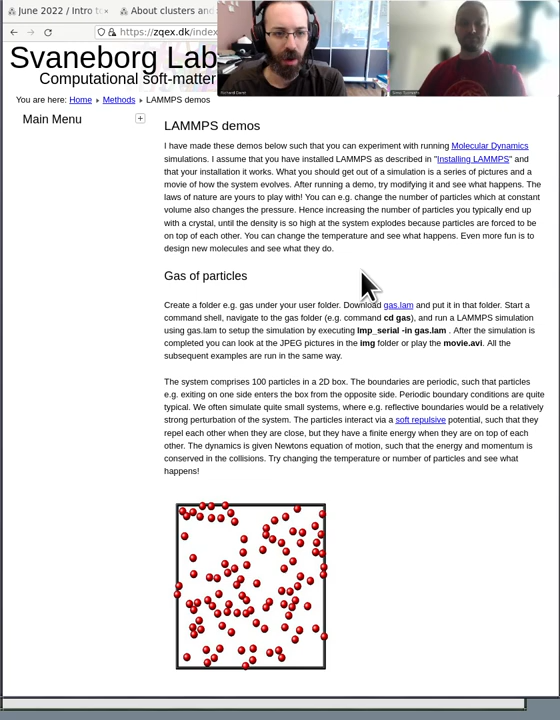 June 2022 / Intro t
About clusters and
https://zqex.dk/index
Svaneborg Lab
Computational soft-matter
You are here: Home ▸ Methods ▸ LAMMPS demos
Main Menu
LAMMPS demos
I have made these demos below such that you can experiment with running Molecular Dynamics
simulations. I assume that you have installed LAMMPS as described in "Installing LAMMPS" and
that your installation it works. What you should get out of a simulation is a series of pictures and a
movie of how the system evolves. After running a demo, try modifying it and see what happens. The
laws of nature are yours to play with! You can e.g. change the number of particles which at constant
volume also changes the pressure. Hence increasing the number of particles you typically end up
with a crystal, until the density is so high at the system explodes because particles are forced to be
on top of each other. You can change the temperature and see what happens. Even more fun is to
design new molecules and see what they do.
Gas of particles
Create a folder e.g. gas under your user folder. Download gas.lam and put it in that folder. Start a
command shell, navigate to the gas folder (e.g. command cd gas), and run a LAMMPS simulation
using gas.lam to setup the simulation by executing lmp_serial -in gas.lam . After the simulation is
completed you can look at the JPEG pictures in the img folder or play the movie.avi. All the
subsequent examples are run in the same way.
The system comprises 100 particles in a 2D box. The boundaries are periodic, such that particles
e.g. exiting on one side enters the box from the opposite side. Periodic boundary conditions are quite
typical. We often simulate quite small systems, where e.g. reflective boundaries would be a relatively
strong perturbation of the system. The particles interact via a soft repulsive potential, such that they
repel each other when they are close, but they have a finite energy when they are on top of each
other. The dynamics is given Newtons equation of motion, such that the energy and momentum is
conserved in the collisions. Try changing the temperature or number of particles and see what
happens!